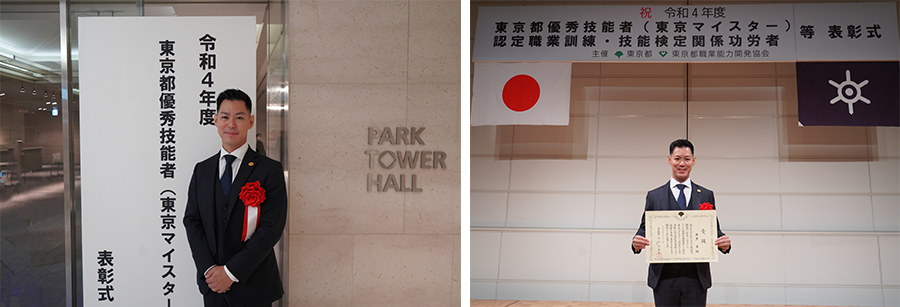 令和4年度
東京都優秀技能者（東京マイスタ
表彰式
PARK
TOWER
HALL
祝 令和4年度
東京都優秀技能者（東京マイスター）
認定職業訓練・技能検定関係功労者
等 表彰式
主催 東京都 東京都職業能力開発協会
賞状